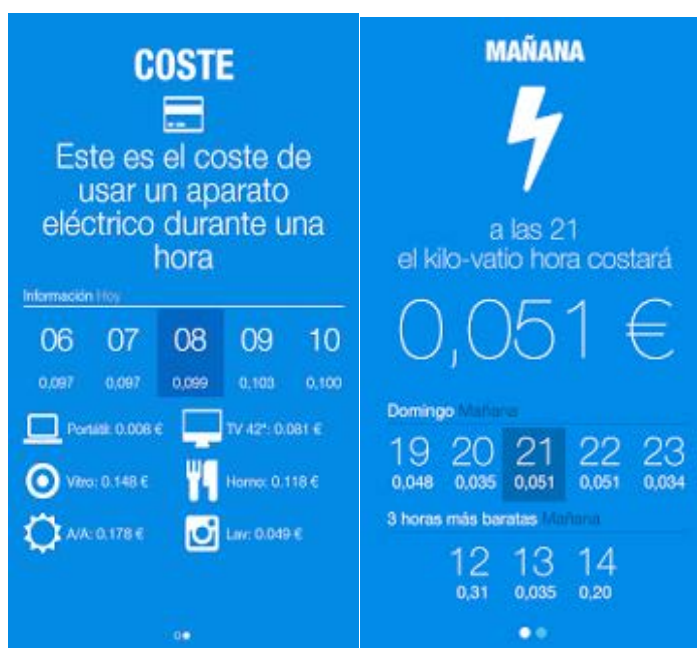 COSTE
Este es el coste de
usar un aparato
eléctrico durante una
hora
Información Hoy
06 07 08 09 10
0,097 0,097 0,099 0,103 0,100
Portátil: 0.008 € TV 42": 0.081 €
Vitro: 0.148 € Horno: 0.118 €
A/A: 0.178 € Lav: 0.049 €
MAÑANA
a las 21
el kilo-vatio hora costará
0,051 €
Domingo Mañana
19 20 21 22 23
0,048 0,035 0,051 0,051 0,034
3 horas más baratas Mañana
12 13 14
0,31 0,035 0,20